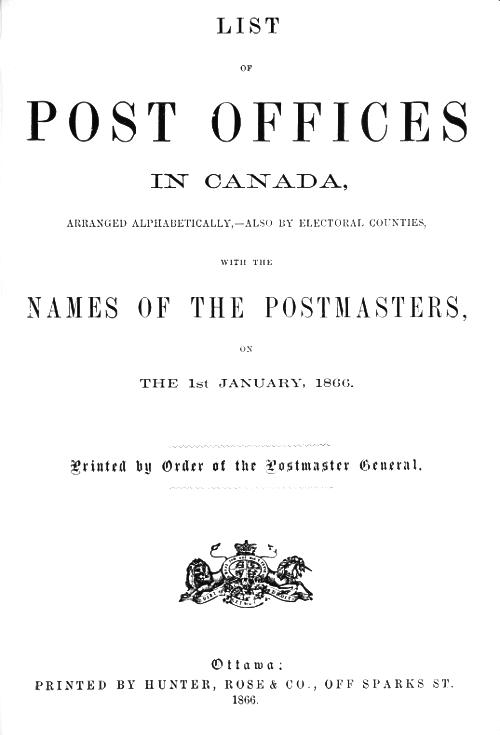 LIST
OF
POST OFFICES
IN CANADA,
ARRANGED ALPHABETICALLY,—ALSO BY ELECTORAL COUNTIES,
WITH THE
NAMES OF THE POSTMASTERS,
ON
THE 1st JANUARY, 1866.
Printed by Order of the Postmaster General.
Ottawa:
PRINTED BY HUNTER, ROSE & CO., OFF SPARKS ST.
1866.